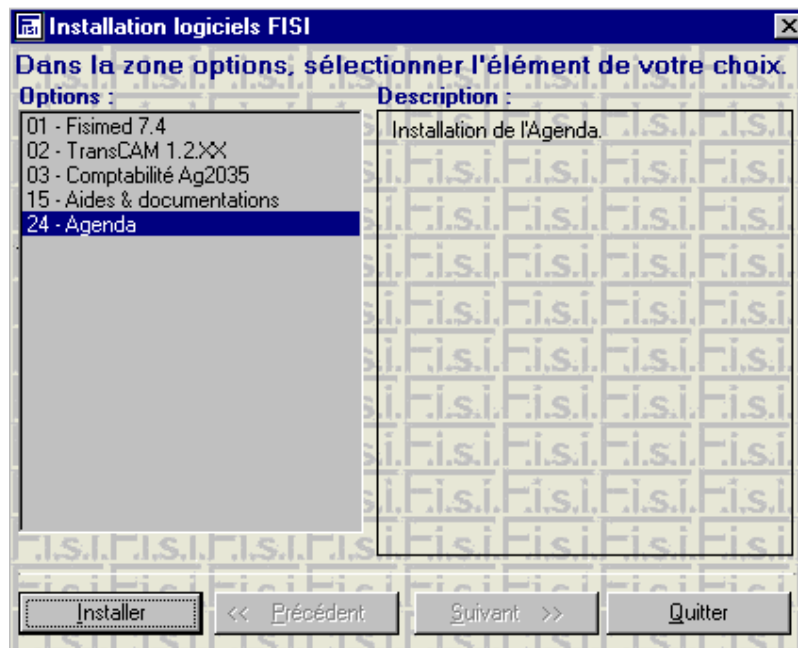 FISI Installation logiciels FISI
Dans la zone options, sélectionner l'élément de votre choix.
Options :
01 - Fisimed 7.4
02 - TransCAM 1.2.XX
03 - Comptabilité Ag2035
15 - Aides & documentations
24 - Agenda
Description :
Installation de l'Agenda.
Installer
<< Précédent
Suivant >>
Quitter